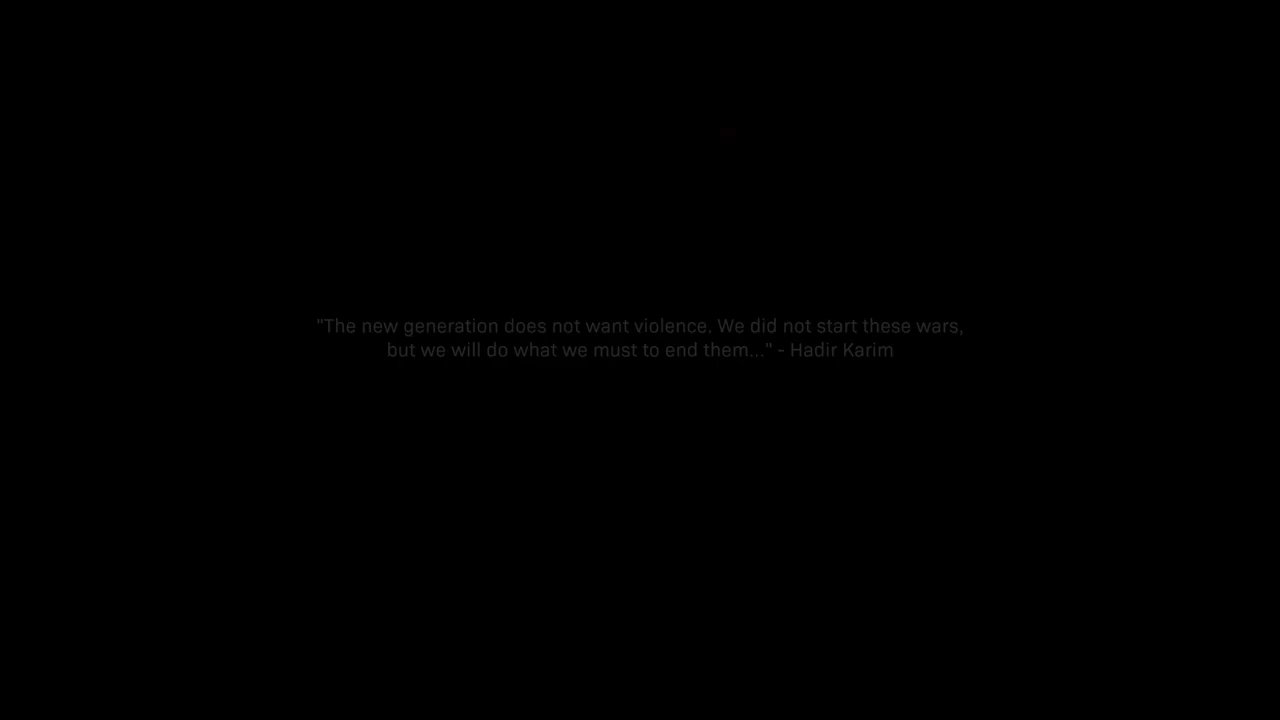 "The new generation does not want violence. We did not start these wars,
but we will do what we must to end them..." - Hadir Karim